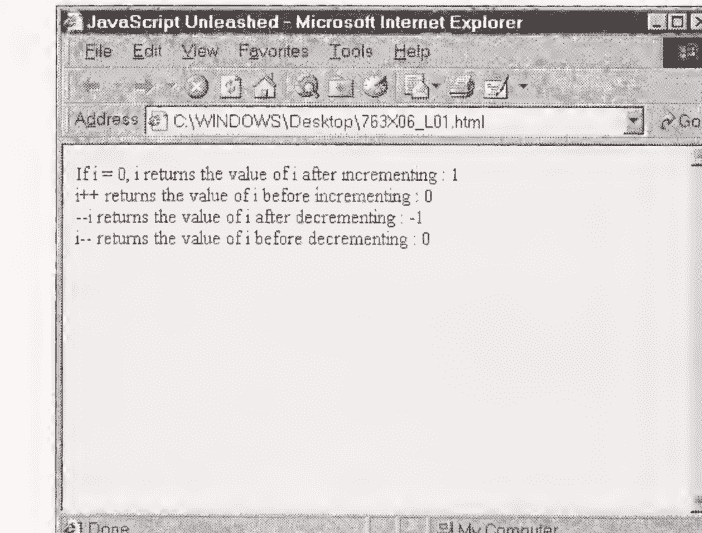 JavaScript Unleashed - Microsoft Internet Explorer
File Edit View Favorites Tools Help
Address C:\WINDOWS\Desktop\763X06_L01.html Go
If i = 0, i returns the value of i after incrementing : 1
i++ returns the value of i before incrementing : 0
--i returns the value of i after decrementing : -1
i-- returns the value of i before decrementing : 0
Done My Computer